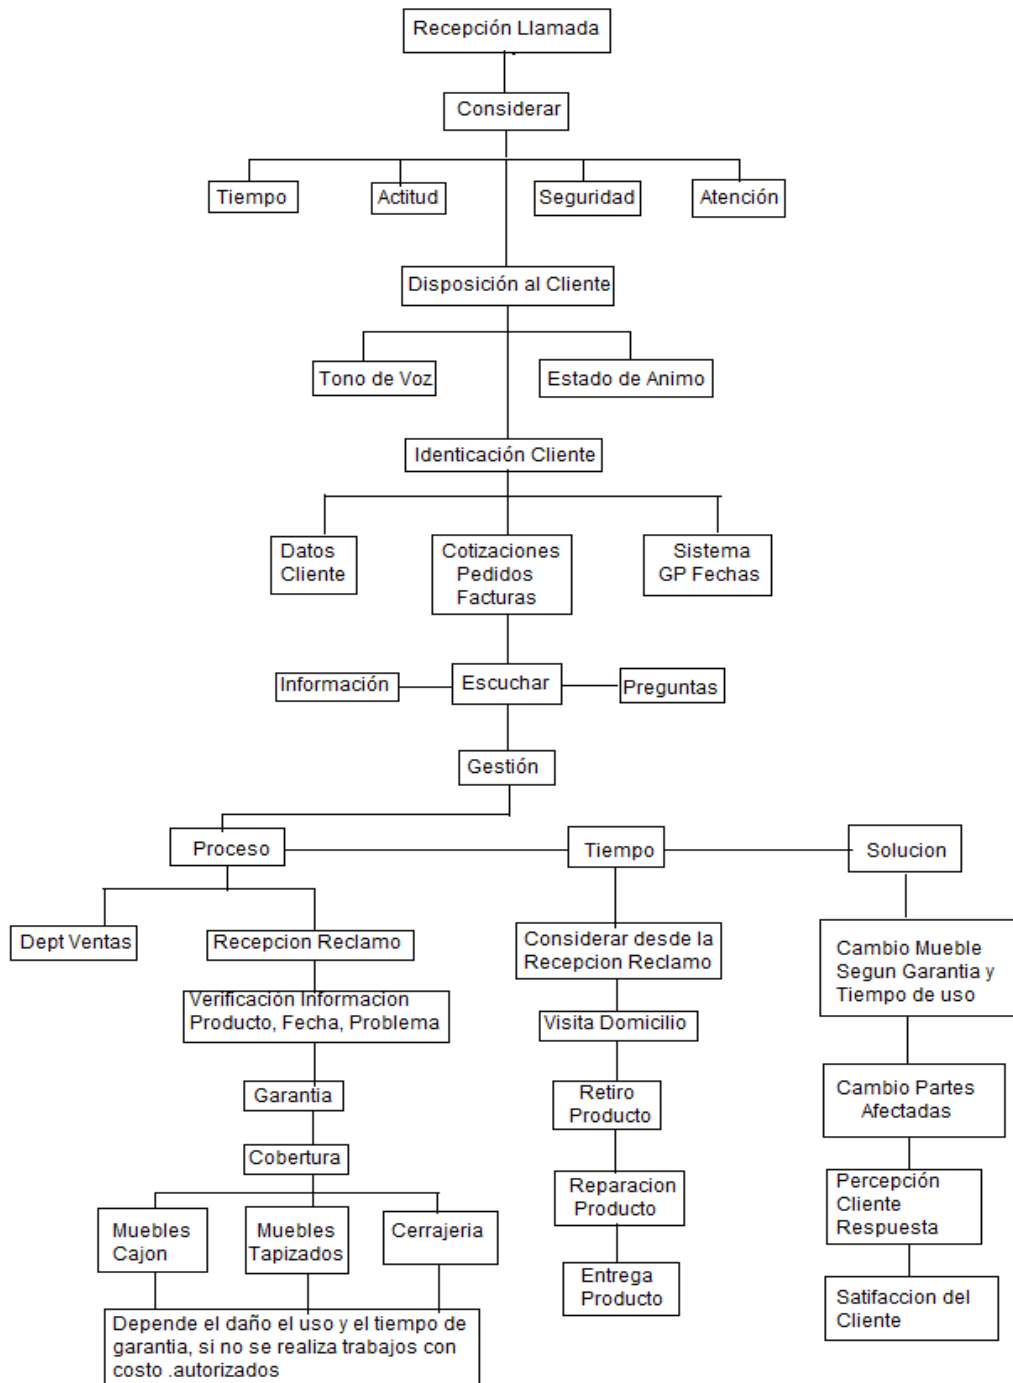 Recepción Llamada
Considerar
Tiempo
Actitud
Seguridad
Atención
Disposición al Cliente
Tono de Voz
Estado de Animo
Identicación Cliente
Datos
Cliente
Cotizaciones
Pedidos
Facturas
Sistema
GP Fechas
Información
Escuchar
Preguntas
Gestión
Proceso
Tiempo
Solucion
Dept Ventas
Recepcion Reclamo
Verificación Informacion
Producto, Fecha, Problema
Garantia
Cobertura
Muebles
Cajon
Muebles
Tapizados
Cerrajeria
Depende el daño el uso y el tiempo de
garantia, si no se realiza trabajos con
costo .autorizados
Considerar desde la
Recepcion Reclamo
Visita Domicilio
Retiro
Producto
Reparacion
Producto
Entrega
Producto
Cambio Mueble
Segun Garantia y
Tiempo de uso
Cambio Partes
Afectadas
Percepción
Cliente
Respuesta
Satifaccion del
Cliente